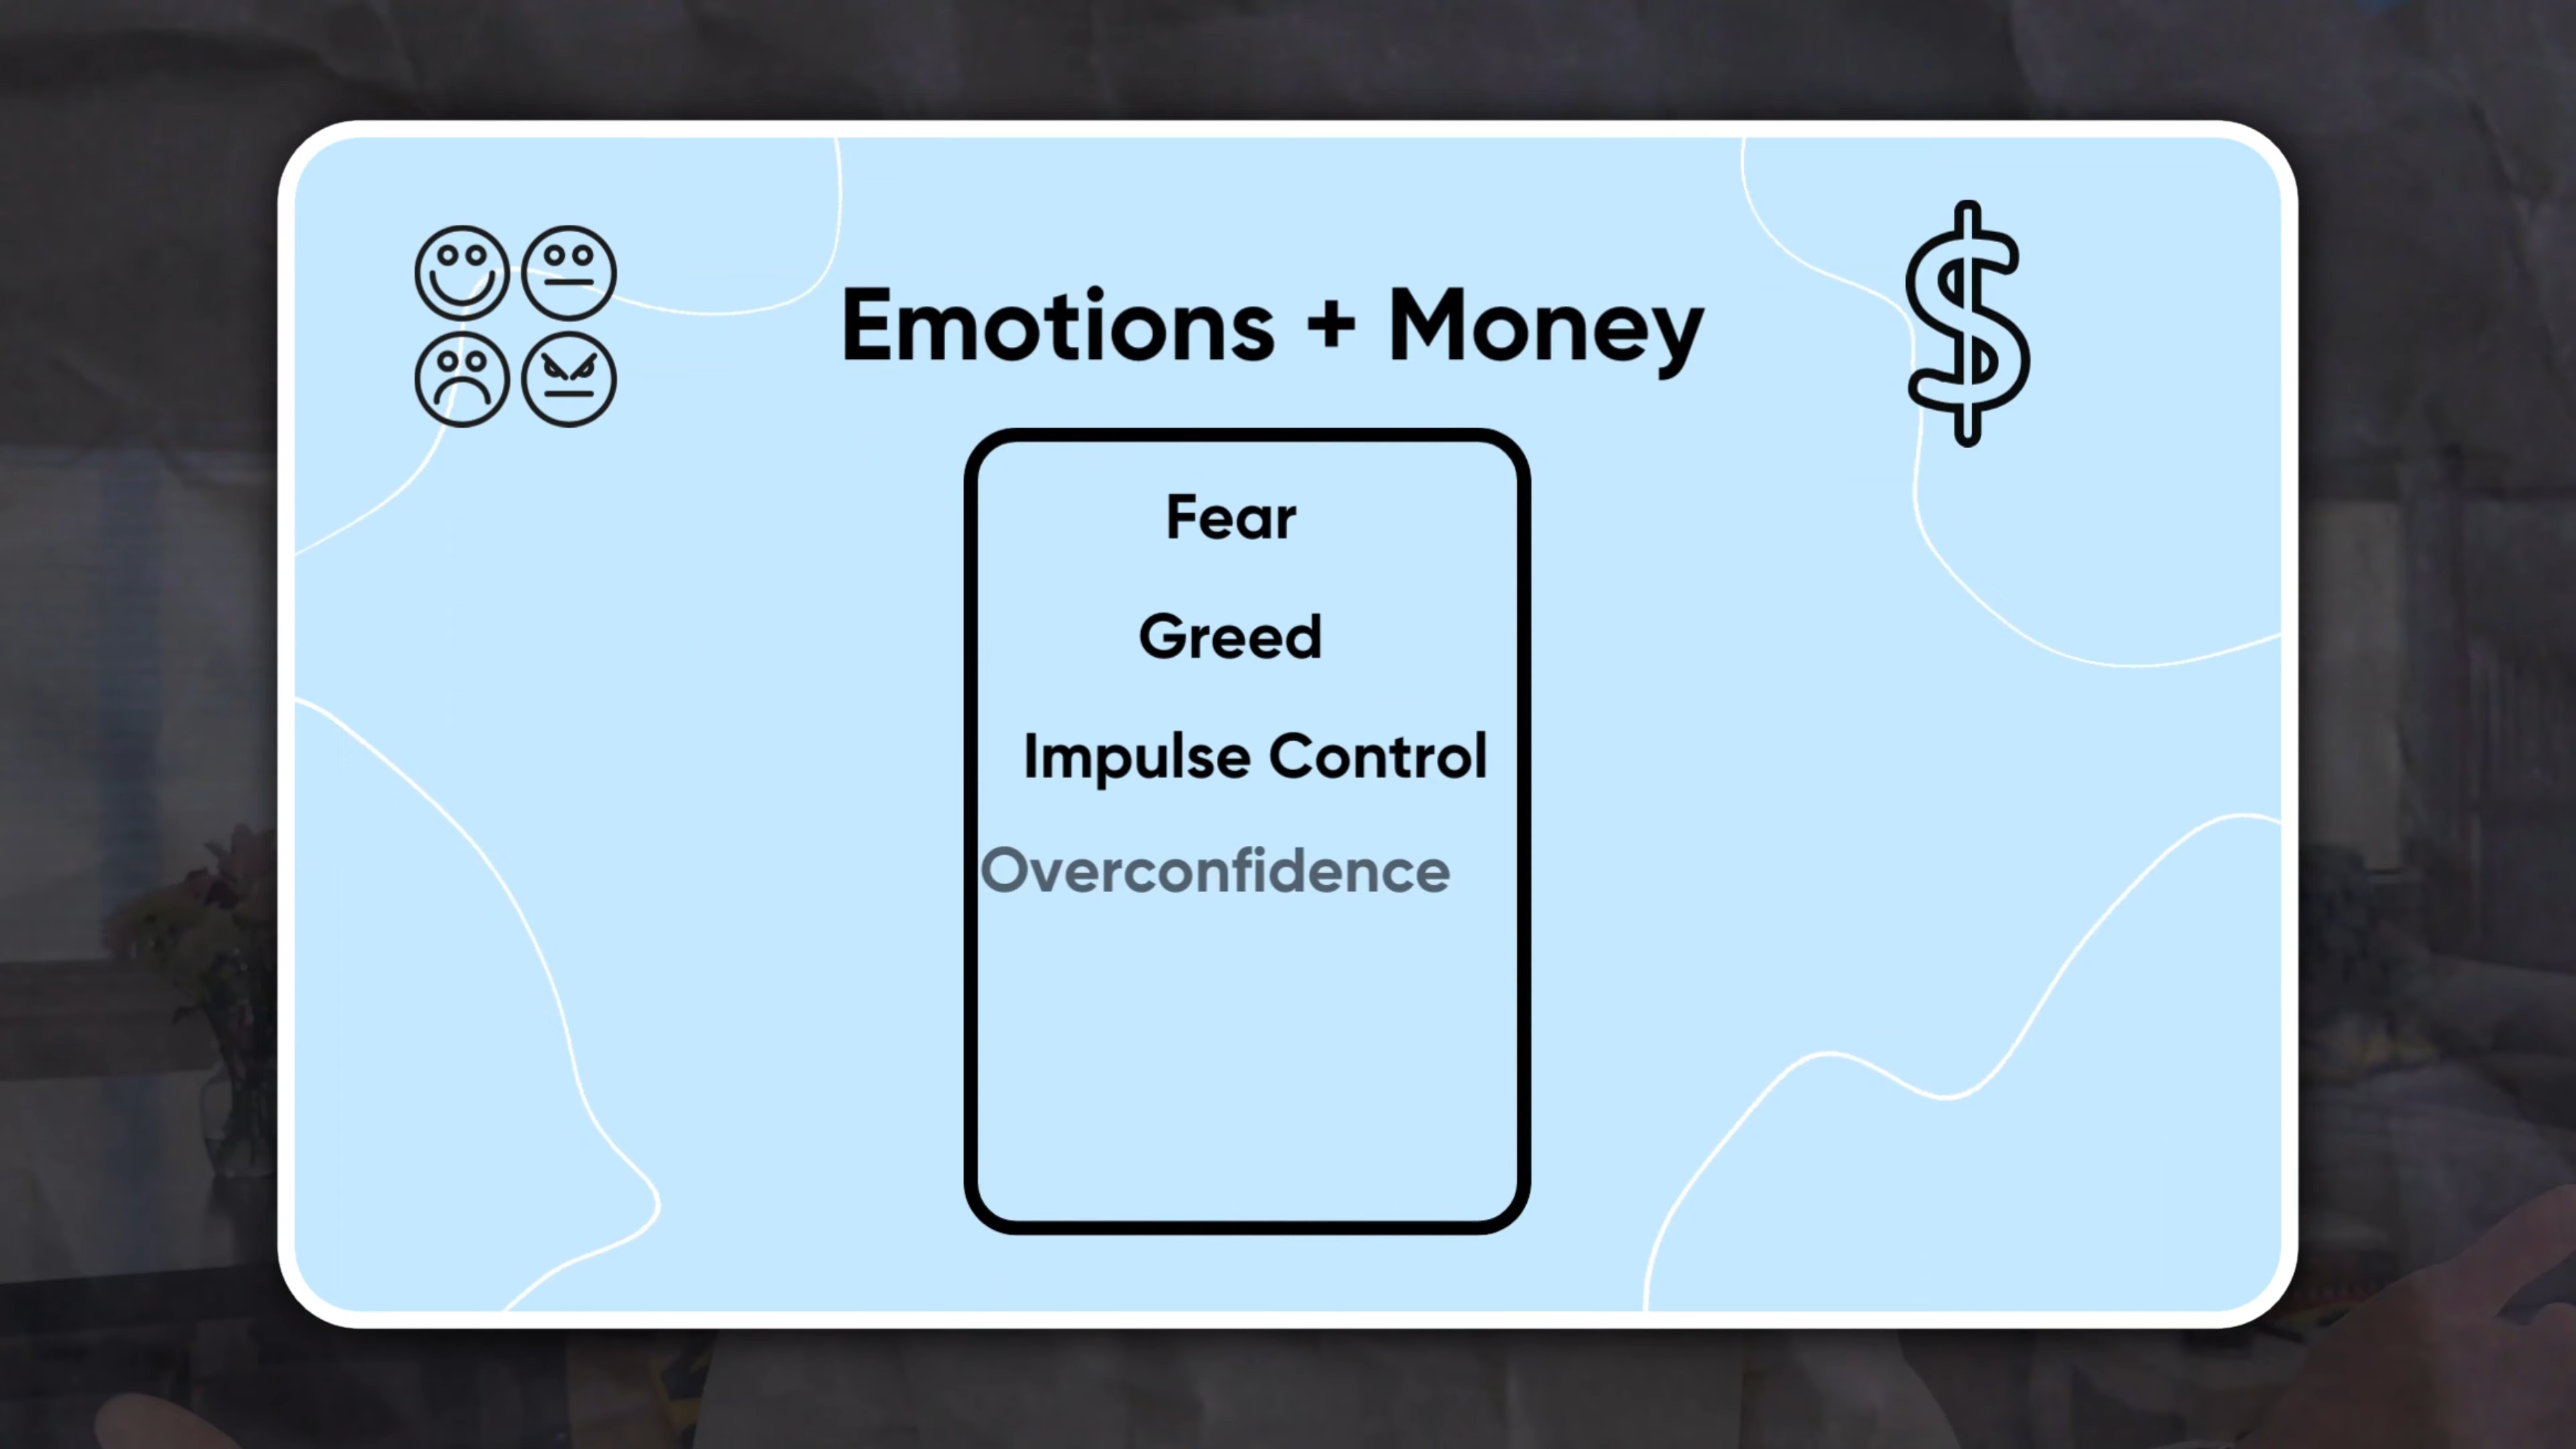 Emotions + Money
Fear
Greed
Impulse Control
Overconfidence